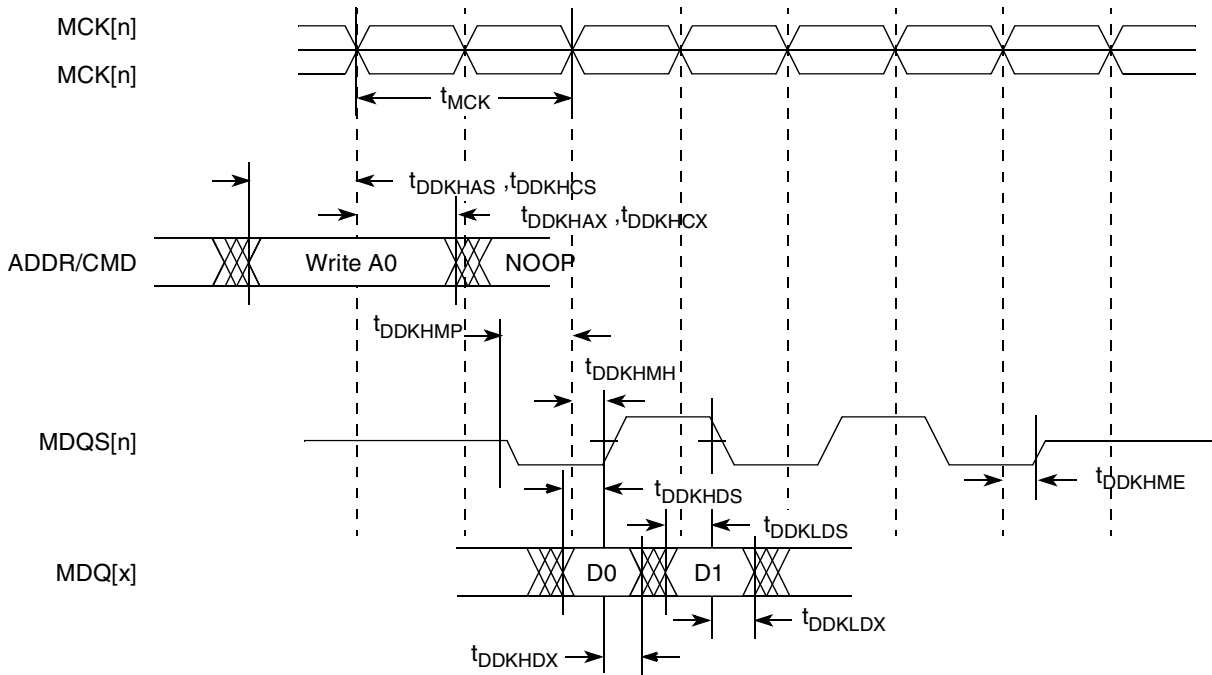 MCK[n]
MCK[n]
tMCK
tDDKHAS ,tDDKHCS
tDDKHAX ,tDDKHCX
ADDR/CMD
Write A0
NOOP
tDDKHMP
tDDKHMH
MDQS[n]
tDDKHDS
tDDKHME
tDDKLDS
MDQ[x]
D0
D1
tDDKLDX
tDDKHDX